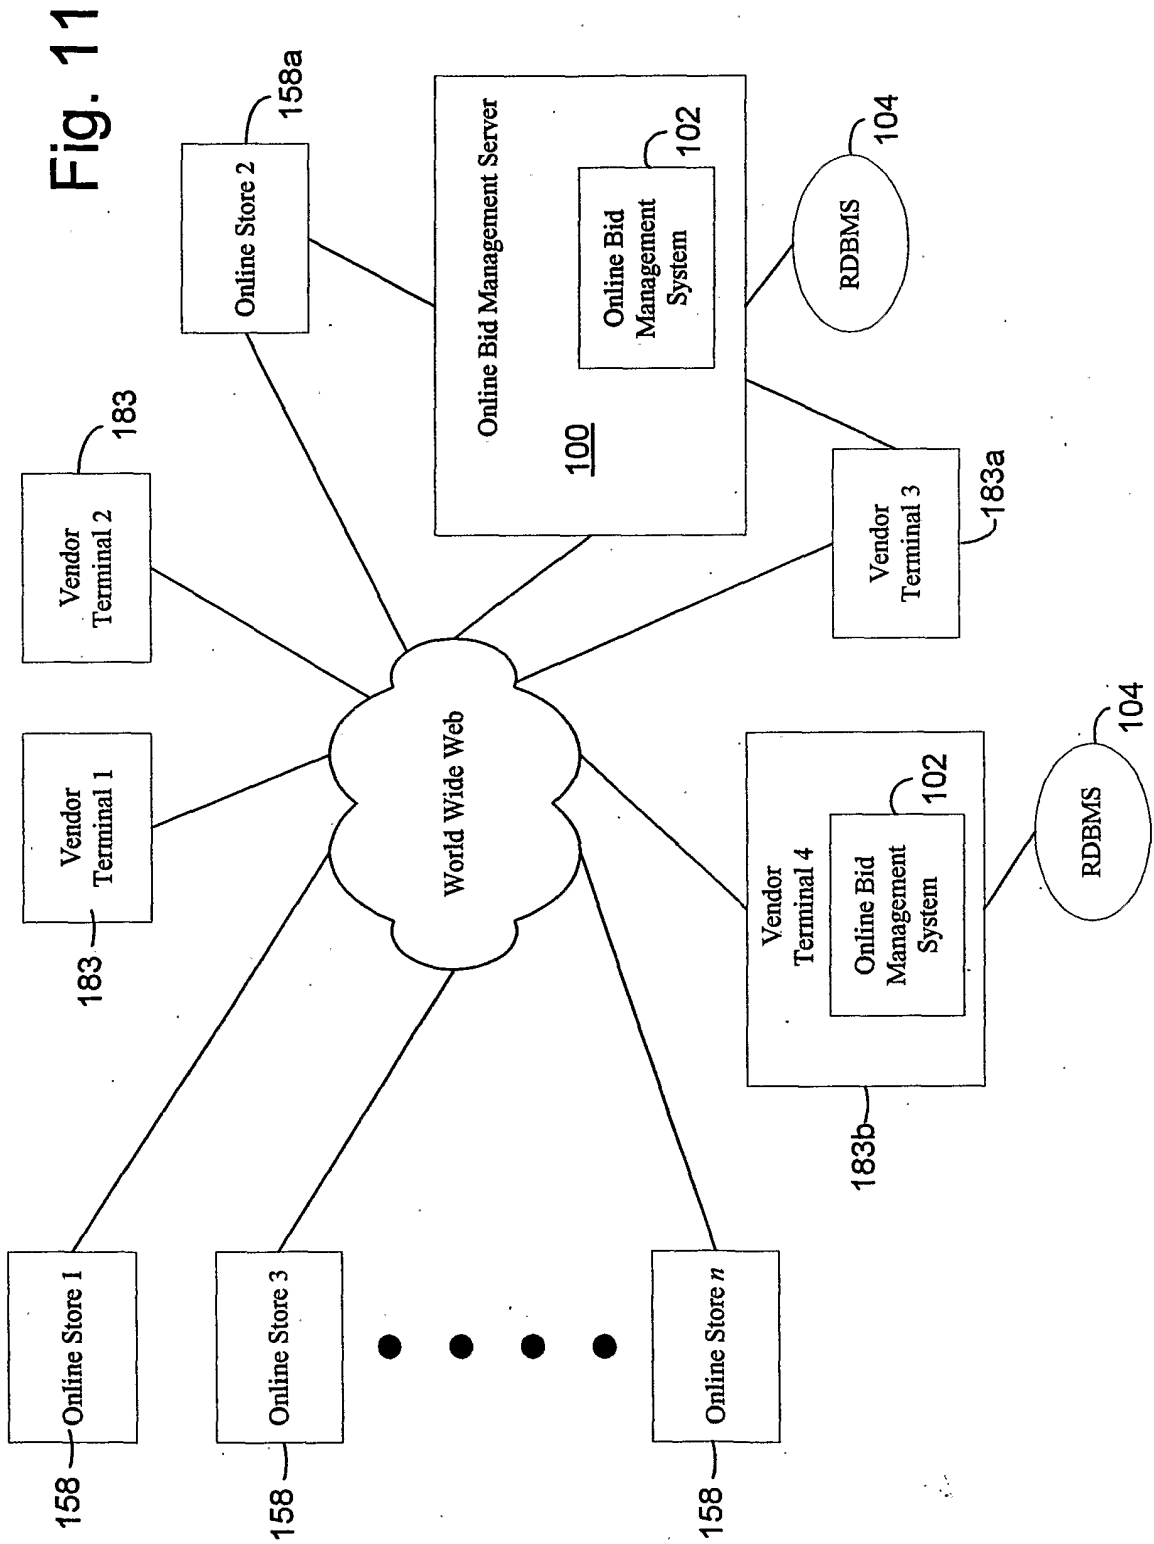 Fig. 11
158
Online Store 1
183
Vendor
Terminal 1
Vendor
Terminal 2
183
Online Store 2
158a
158
Online Store 3
World Wide Web
Online Bid Management Server
100
Online Bid
Management
System
102
158
Online Store n
183b
Vendor
Terminal 4
Online Bid
Management
System
102
Vendor
Terminal 3
183a
RDBMS
104
RDBMS
104